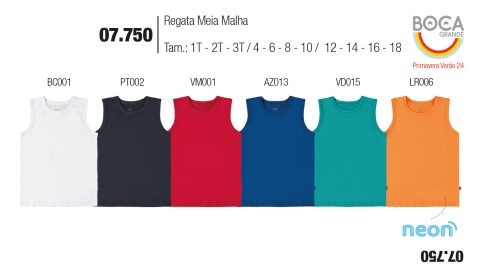 07.750
Regata Meia Malha
Tam.: 1T - 2T - 3T / 4 - 6 - 8 - 10 / 12 - 14 - 16 - 18
BOCA
GRANDE
Primavera Verão 24
BC001 PT002 VM001 AZ013 VD015 LR006
neon
07.750